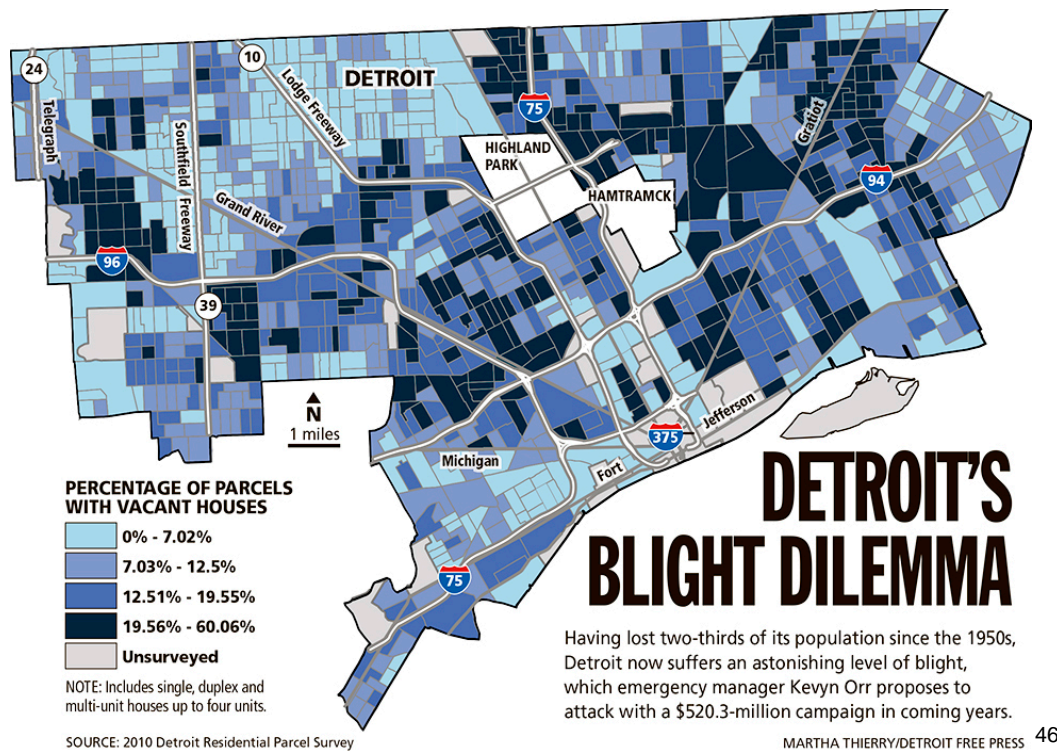 24
10
DETROIT
Lodge Freeway
75
Telegraph
Southfield Freeway
HIGHLAND
PARK
Gratiot
94
HAMTRAMCK
Grand River
96
39
N
1 miles
Michigan
375
Jefferson
Fort
75
PERCENTAGE OF PARCELS
WITH VACANT HOUSES
0% - 7.02%
7.03% - 12.5%
12.51% - 19.55%
19.56% - 60.06%
Unsurveyed
NOTE: Includes single, duplex and
multi-unit houses up to four units.
DETROIT'S
BLIGHT DILEMMA
Having lost two-thirds of its population since the 1950s,
Detroit now suffers an astonishing level of blight,
which emergency manager Kevyn Orr proposes to
attack with a $520.3-million campaign in coming years.
SOURCE: 2010 Detroit Residential Parcel Survey
MARTHA THIERRY/DETROIT FREE PRESS
46